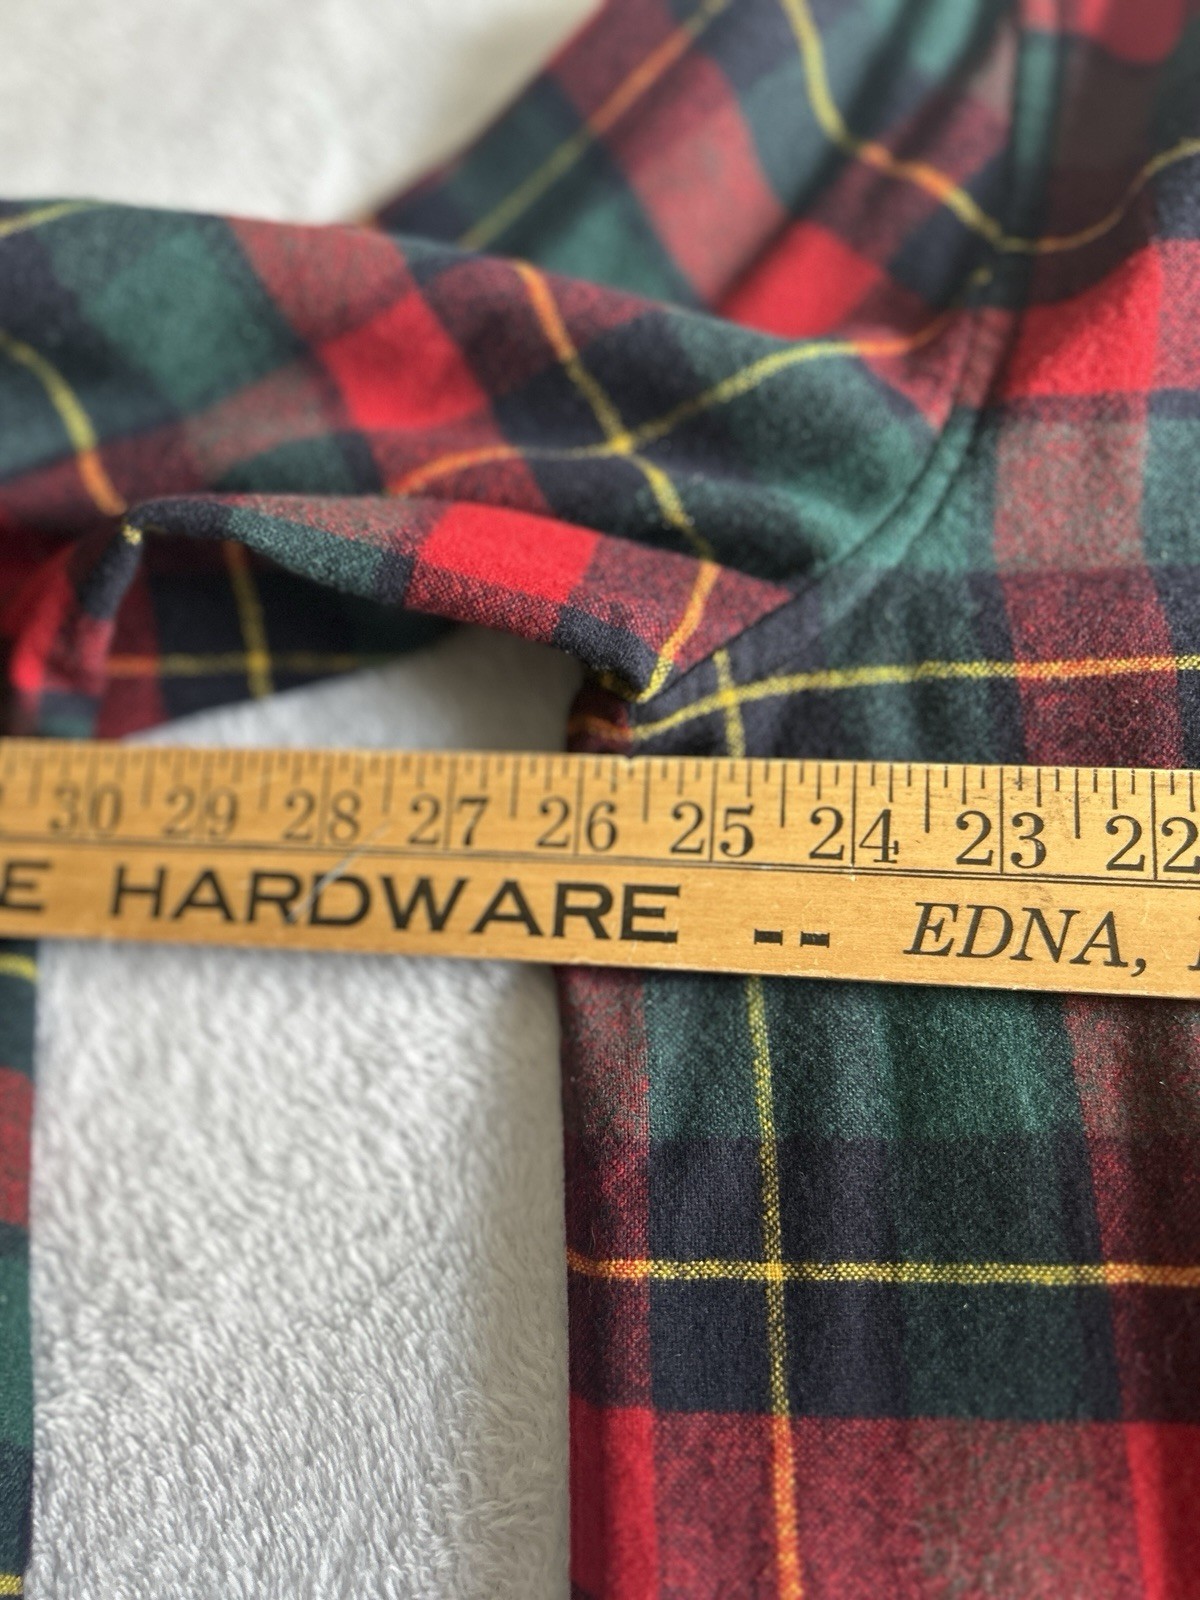 30 29 28 27 26 25 24 23 22
E HARDWARE -- EDNA,